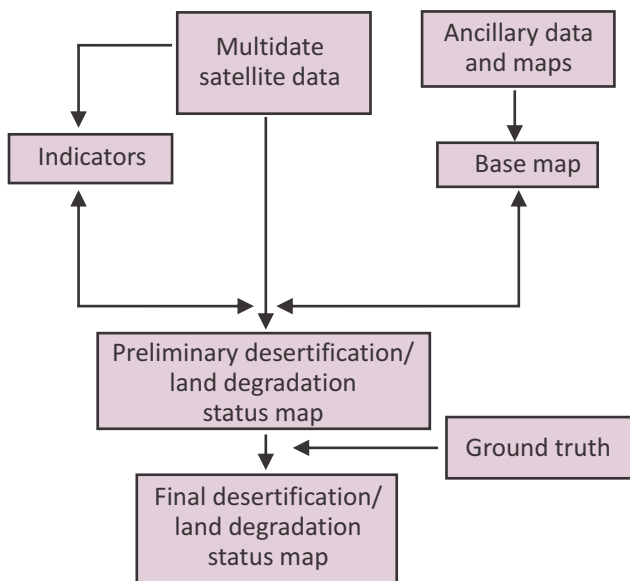 Multidate
satellite data
Ancillary data
and maps
Indicators
Base map
Preliminary desertification/
land degradation
status map
Ground truth
Final desertification/
land degradation
status map